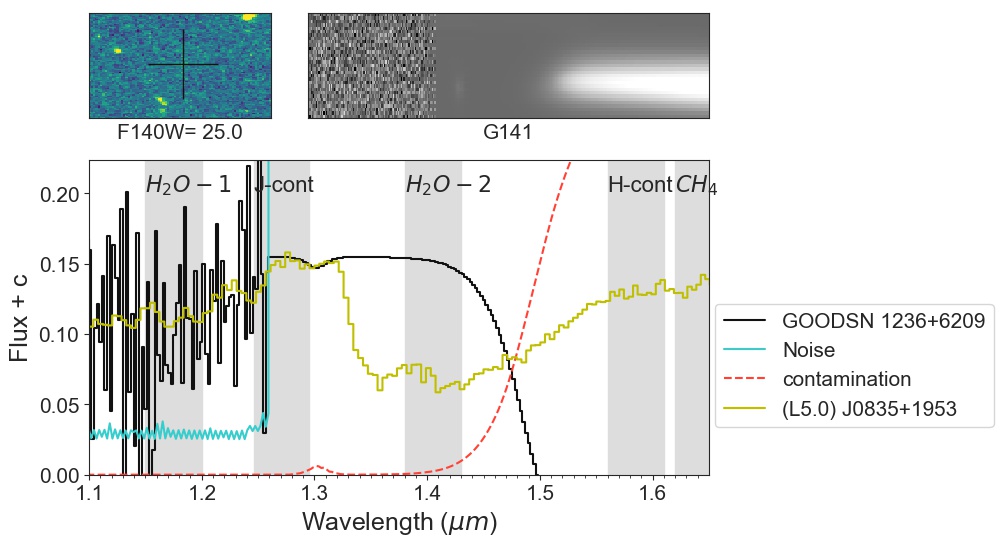 F140W= 25.0
G141
H₂O − 1
J-cont
H₂O − 2
H-cont
CH₄
0.20
0.15
0.10
0.05
0.00
Flux + c
1.1
1.2
1.3
1.4
1.5
1.6
Wavelength (μm)
GOODSN 1236+6209
Noise
contamination
(L5.0) J0835+1953